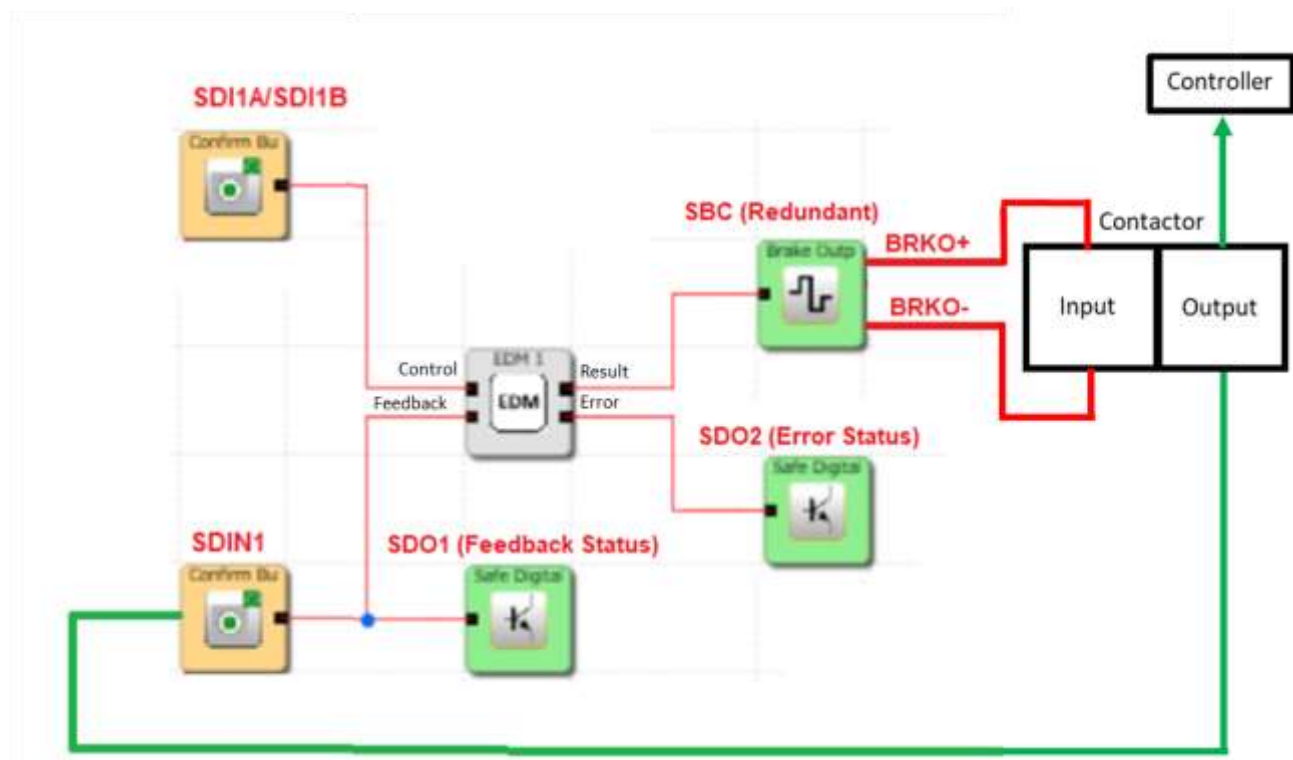 Controller
SDI1A/SDI1B
Confirm Bu
SBC (Redundant)
Brake Outp
BRKO+
BRKO-
Contactor
Input
Output
EDM 1
Control
Feedback
EDM
Result
Error
SDO2 (Error Status)
Safe Digital
SDIN1
Confirm Bu
SDO1 (Feedback Status)
Safe Digital